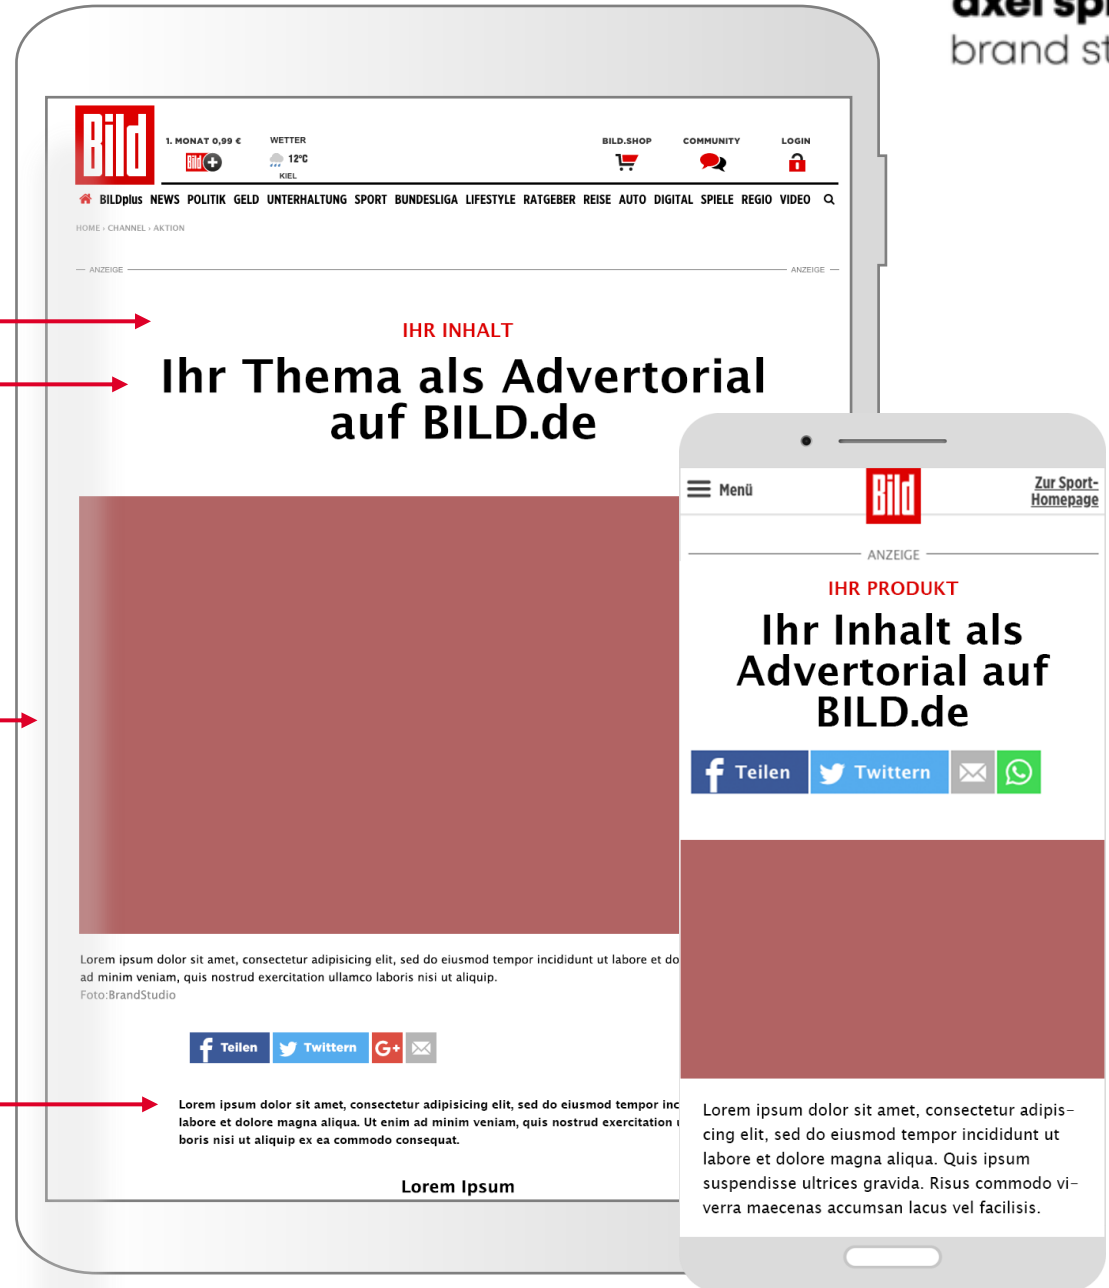 axel
brand
Bild
1. MONAT 0,99 €
WETTER
12°C
KIEL
BILD.SHOP
COMMUNITY
LOGIN
Bild
BILDplus NEWS POLITIK GELD UNTERHALTUNG SPORT BUNDESLIGA LIFESTYLE RATGEBER REISE AUTO DIGITAL SPIELE REGIO VIDEO
HOME › CHANNEL › AKTION
ANZEIGE
ANZEIGE
IHR INHALT
Ihr Thema als Advertorial
auf BILD.de
Lorem ipsum dolor sit amet, consectetur adipisicing elit, sed do eiusmod tempor incididunt ut labore et do
ad minim veniam, quis nostrud exercitation ullamco laboris nisi ut aliquip.
Foto:BrandStudio
Teilen
Twittern
G+
Lorem ipsum dolor sit amet, consectetur adipisicing elit, sed do eiusmod tempor inc
labore et dolore magna aliqua. Ut enim ad minim veniam, quis nostrud exercitation
boris nisi ut aliquip ex ea commodo consequat.
Lorem Ipsum
Menü
Bild
Zur Sport-
Homepage
ANZEIGE
IHR PRODUKT
Ihr Inhalt als
Advertorial auf
BILD.de
Teilen
Twittern
Lorem ipsum dolor sit amet, consectetur adipis-
cing elit, sed do eiusmod tempor incididunt ut
labore et dolore magna aliqua. Quis ipsum
suspendisse ultrices gravida. Risus commodo vi-
verra maecenas accumsan lacus vel facilisis.